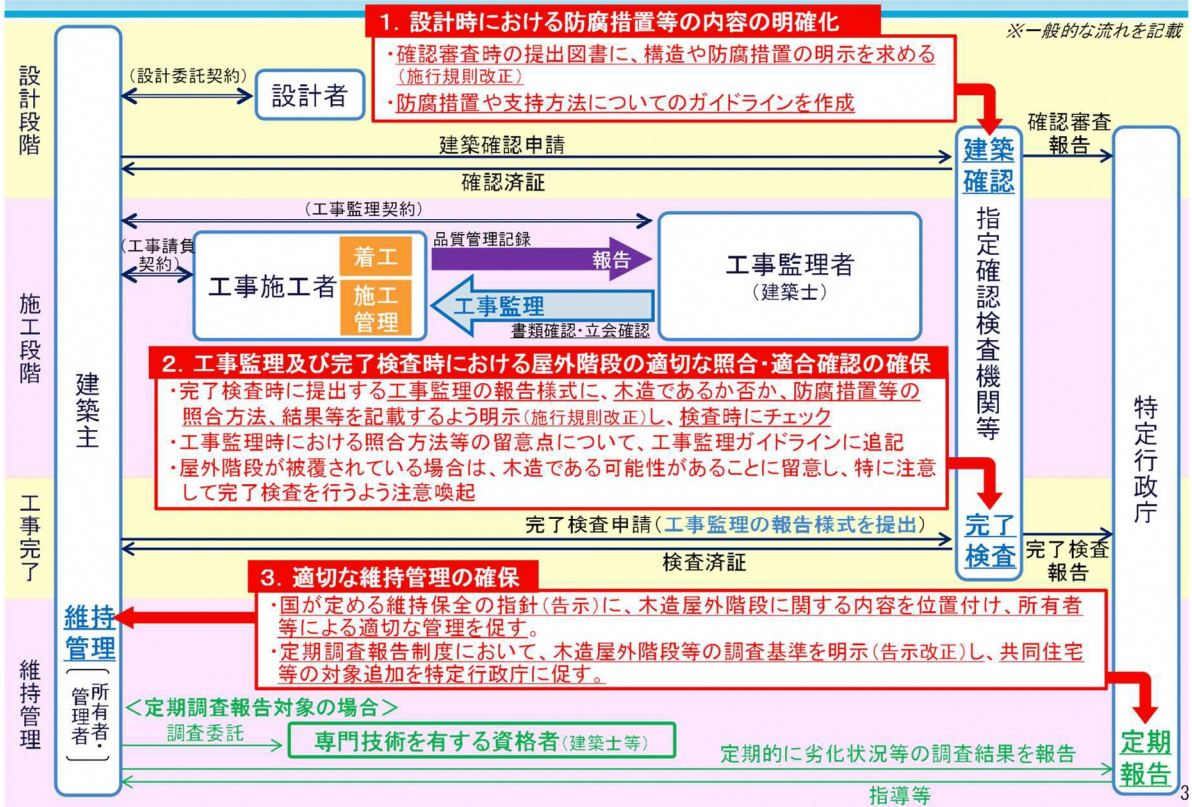 1．設計時における防腐措置等の内容の明確化
・確認審査時の提出図書に、構造や防腐措置の明示を求める
(施行規則改正)
・防腐措置や支持方法についてのガイドラインを作成
※一般的な流れを記載
設計段階
(設計委託契約)
設計者
建築確認申請
確認済証
建築
確認
確認審査
報告
施工段階
(工事監理契約)
(工事請負
契約)
工事施工者
着工
施工
管理
品質管理記録
報告
工事監理
書類確認・立会確認
工事監理者
(建築士)
指定確認検査機関等
建築主
特定行政庁
2．工事監理及び完了検査時における屋外階段の適切な照合・適合確認の確保
・完了検査時に提出する工事監理の報告様式に、木造であるか否か、防腐措置等の
照合方法、結果等を記載するよう明示(施行規則改正)し、検査時にチェック
・工事監理時における照合方法等の留意点について、工事監理ガイドラインに追記
・屋外階段が被覆されている場合は、木造である可能性があることに留意し、特に注意
して完了検査を行うよう注意喚起
工事完了
完了検査申請(工事監理の報告様式を提出)
検査済証
完了
検査
完了検査
報告
3．適切な維持管理の確保
・国が定める維持保全の指針(告示)に、木造屋外階段に関する内容を位置付け、所有者
等による適切な管理を促す。
・定期調査報告制度において、木造屋外階段等の調査基準を明示(告示改正)し、共同住宅
等の対象追加を特定行政庁に促す。
維持管理
維持
管理
(所有者・
管理者)
＜定期調査報告対象の場合＞
調査委託
専門技術を有する資格者(建築士等)
定期的に劣化状況等の調査結果を報告
指導等
定期
報告
3